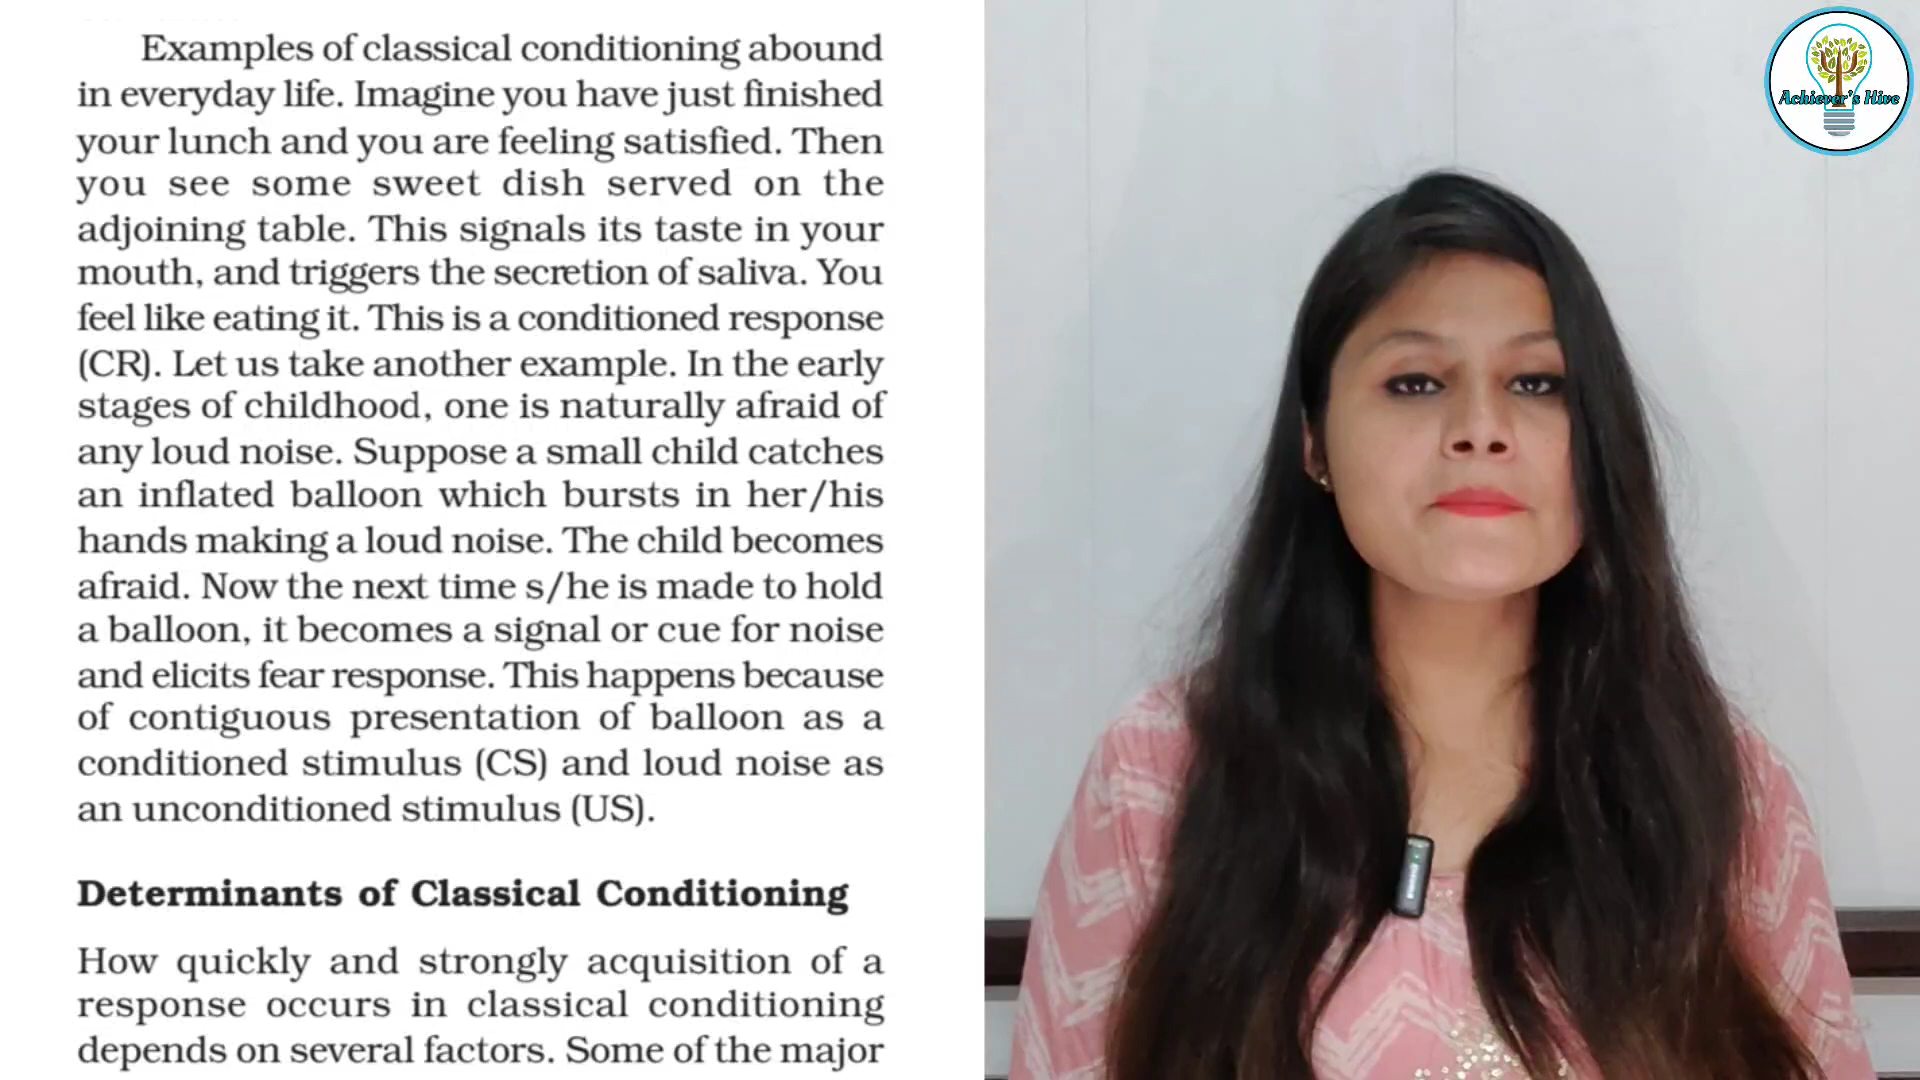 Examples of classical conditioning abound
in everyday life. Imagine you have just finished
your lunch and you are feeling satisfied. Then
you see some sweet dish served on the
adjoining table. This signals its taste in your
mouth, and triggers the secretion of saliva. You
feel like eating it. This is a conditioned response
(CR). Let us take another example. In the early
stages of childhood, one is naturally afraid of
any loud noise. Suppose a small child catches
an inflated balloon which bursts in her/his
hands making a loud noise. The child becomes
afraid. Now the next time s/he is made to hold
a balloon, it becomes a signal or cue for noise
and elicits fear response. This happens because
of contiguous presentation of balloon as a
conditioned stimulus (CS) and loud noise as
an unconditioned stimulus (US).
Determinants of Classical Conditioning
How quickly and strongly acquisition of a
response occurs in classical conditioning
depends on several factors. Some of the major
Achiever's Hive